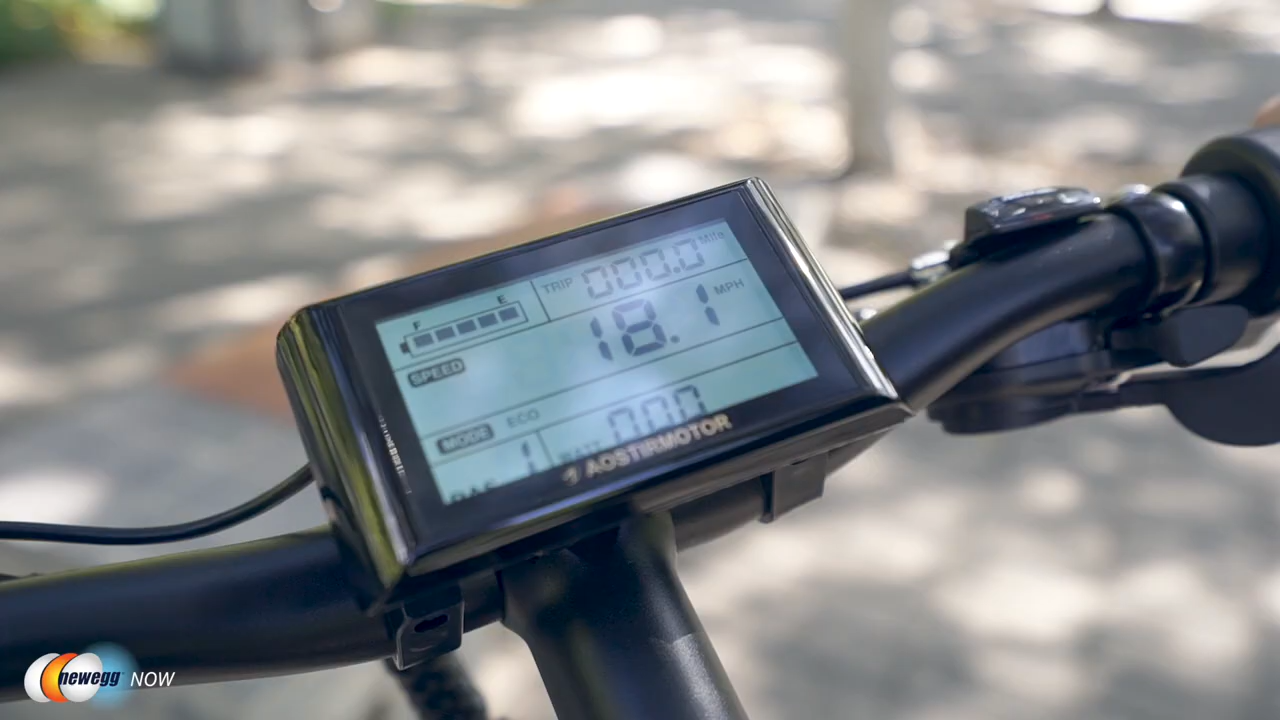 E
F
TRIP 000.0 Mile
18.1 MPH
SPEED
MODE ECO
000
1
AOSTIRMOTOR
newegg NOW